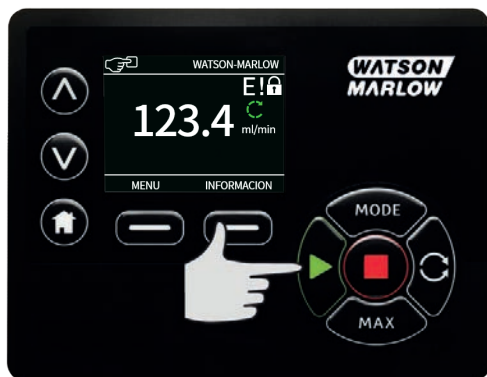 WATSON-MARLOW
E!
123.4
ml/min
MENU INFORMACION
WATSON
MARLOW
MODE
MAX